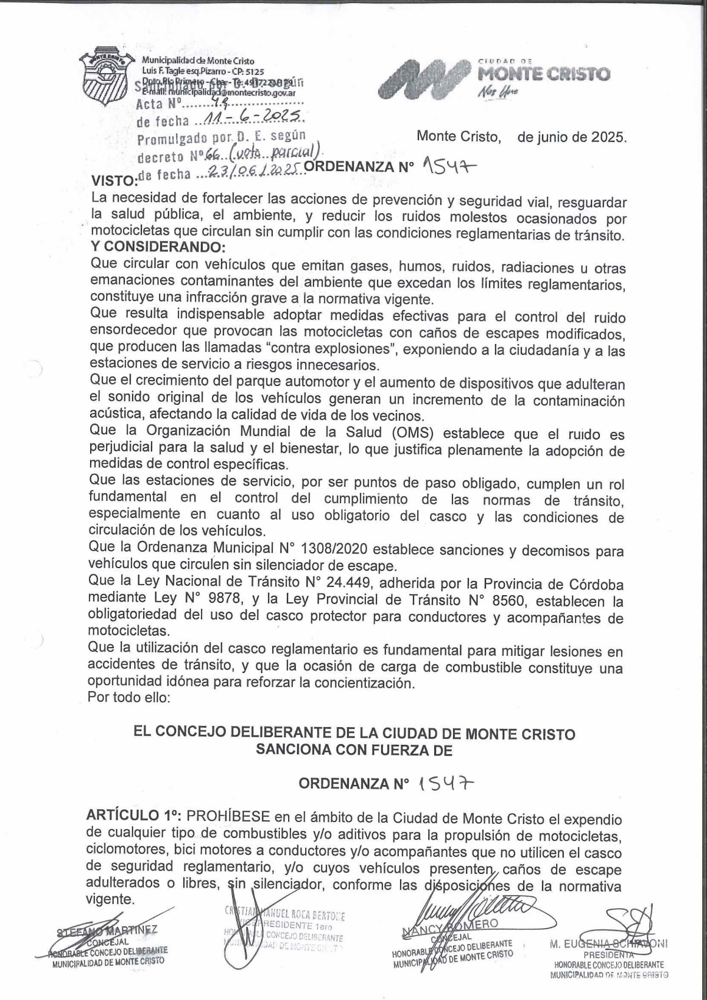 Municipalidad de Monte Cristo
Luis F. Tagle esq.Pizarro - CP: 5125
Dpto. Río Primero - Cba -
E-mail: municipalidad@montecristo.gov.ar
CIUDAD DE
MONTE CRISTO
Nos Une
Sancionado por C. D. según
Acta Nº
de fecha 11-6-2025
Promulgado por D. E. según
decreto Nº 66 (veto parcial)
de fecha 23/06/2025
Monte Cristo, de junio de 2025.
ORDENANZA N° 1547
VISTO:
La necesidad de fortalecer las acciones de prevención y seguridad vial, resguardar
la salud pública, el ambiente, y reducir los ruidos molestos ocasionados por
motocicletas que circulan sin cumplir con las condiciones reglamentarias de tránsito.
Y CONSIDERANDO:
Que circular con vehículos que emitan gases, humos, ruidos, radiaciones u otras
emanaciones contaminantes del ambiente que excedan los límites reglamentarios,
constituye una infracción grave a la normativa vigente.
Que resulta indispensable adoptar medidas efectivas para el control del ruido
ensordecedor que provocan las motocicletas con caños de escapes modificados,
que producen las llamadas “contra explosiones”, exponiendo a la ciudadanía y a las
estaciones de servicio a riesgos innecesarios.
Que el crecimiento del parque automotor y el aumento de dispositivos que adulteran
el sonido original de los vehículos generan un incremento de la contaminación
acústica, afectando la calidad de vida de los vecinos.
Que la Organización Mundial de la Salud (OMS) establece que el ruido es
perjudicial para la salud y el bienestar, lo que justifica plenamente la adopción de
medidas de control específicas.
Que las estaciones de servicio, por ser puntos de paso obligado, cumplen un rol
fundamental en el control del cumplimiento de las normas de tránsito,
especialmente en cuanto al uso obligatorio del casco y las condiciones de
circulación de los vehículos.
Que la Ordenanza Municipal N° 1308/2020 establece sanciones y decomisos para
vehículos que circulen sin silenciador de escape.
Que la Ley Nacional de Tránsito N° 24.449, adherida por la Provincia de Córdoba
mediante Ley N° 9878, y la Ley Provincial de Tránsito N° 8560, establecen la
obligatoriedad del uso del casco protector para conductores y acompañantes de
motocicletas.
Que la utilización del casco reglamentario es fundamental para mitigar lesiones en
accidentes de tránsito, y que la ocasión de carga de combustible constituye una
oportunidad idónea para reforzar la concientización.
Por todo ello:
EL CONCEJO DELIBERANTE DE LA CIUDAD DE MONTE CRISTO
SANCIONA CON FUERZA DE
ORDENANZA N° 1547
ARTÍCULO 1º: PROHÍBESE en el ámbito de la Ciudad de Monte Cristo el expendio
de cualquier tipo de combustibles y/o aditivos para la propulsión de motocicletas,
ciclomotores, bici motores a conductores y/o acompañantes que no utilicen el casco
de seguridad reglamentario, y/o cuyos vehículos presenten caños de escape
adulterados o libres, sin silenciador, conforme las disposiciones de la normativa
vigente.
STEFANO MARTINEZ
CONCEJAL
HONORABLE CONCEJO DELIBERANTE
MUNICIPALIDAD DE MONTE CRISTO
CRISTIAN MANUEL ROCA BERTONE
VICEPRESIDENTE 1ero
HONORABLE CONCEJO DELIBERANTE
MUNICIPALIDAD DE MONTE CRISTO
NANCY ROMERO
CONCEJAL
HONORABLE CONCEJO DELIBERANTE
MUNICIPALIDAD DE MONTE CRISTO
M. EUGENIA SCHIAVONI
PRESIDENTA
HONORABLE CONCEJO DELIBERANTE
MUNICIPALIDAD DE MONTE CRISTO